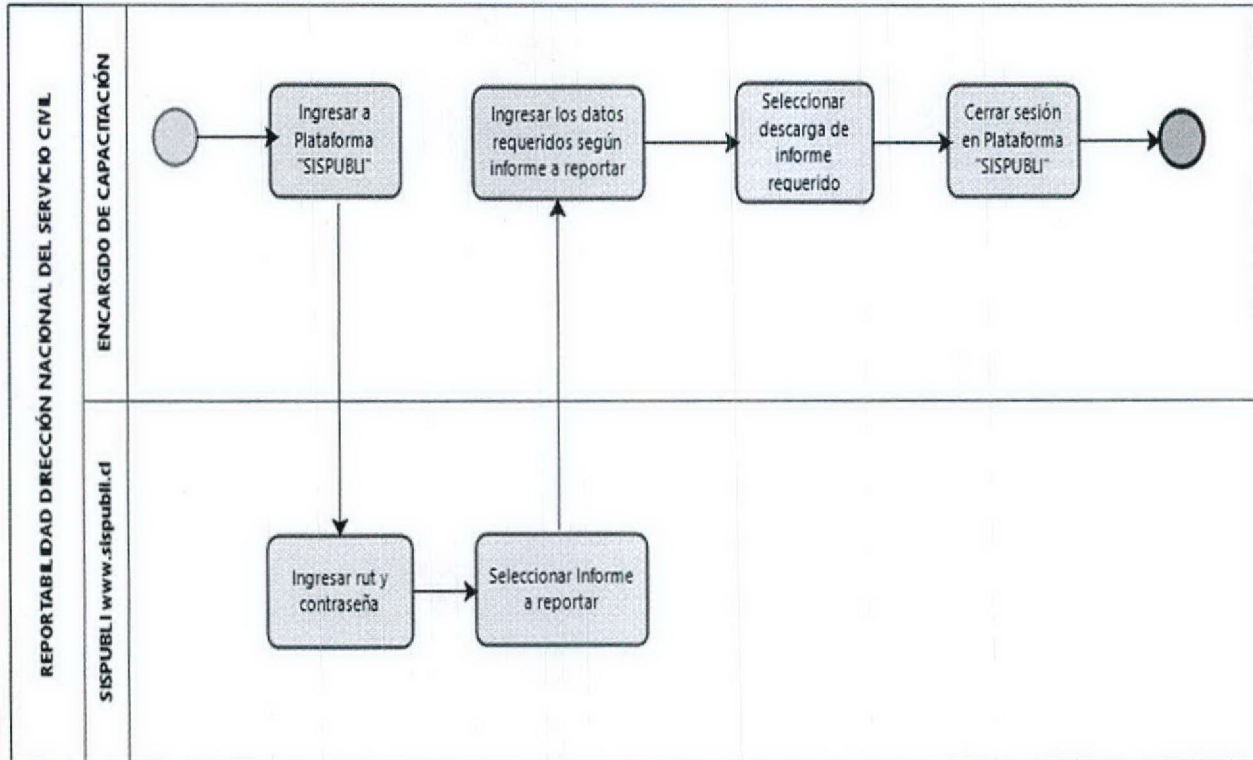 REPORTABILIDAD DIRECCIÓN NACIONAL DEL SERVICIO CIVIL
ENCARGDO DE CAPACITACIÓN
Ingresar a
Plataforma
"SISPUBLI"
Ingresar los datos
requeridos según
informe a reportar
Seleccionar
descarga de
informe
requerido
Cerrar sesión
en Plataforma
"SISPUBLI"
SISPUBLI www.sispubli.cl
Ingresar rut y
contraseña
Seleccionar Informe
a reportar